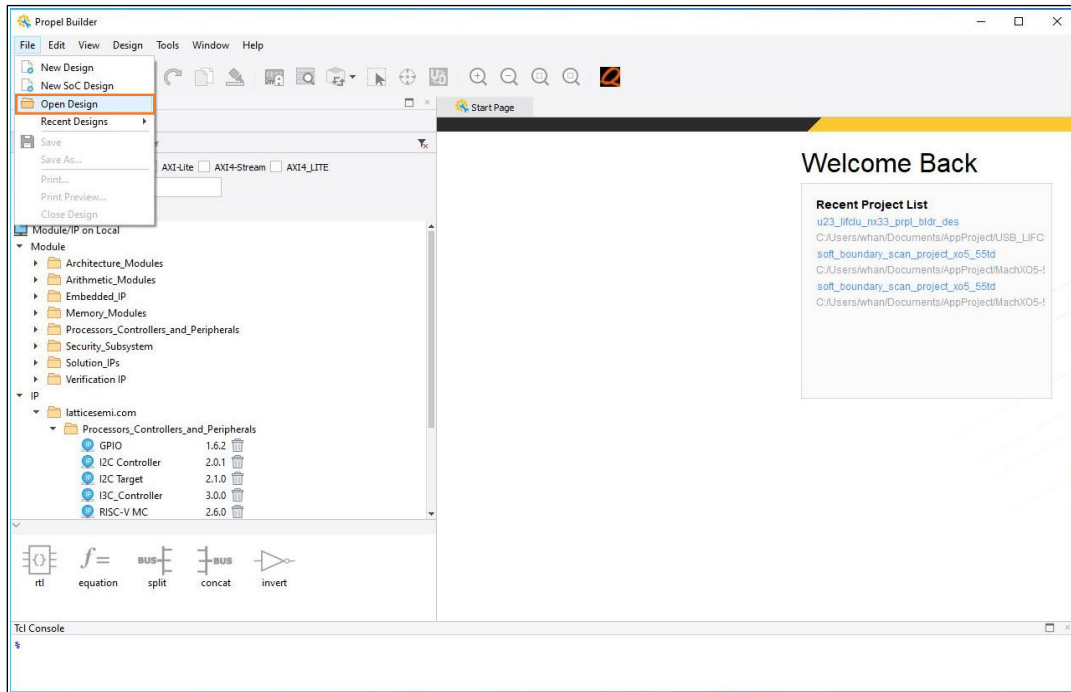 Propel Builder
File Edit View Design Tools Window Help
New Design
New SoC Design
Open Design
Recent Designs
Save
Save As...
Print...
Print Preview...
Close Design
Start Page
AXI-Lite AXI4-Stream AXI4_LITE
Module/IP on Local
Module
Architecture_Modules
Arithmetic_Modules
Embedded_IP
Memory_Modules
Processors_Controllers_and_Peripherals
Security_Subsystem
Solution_IPs
Verification IP
IP
latticesemi.com
Processors_Controllers_and_Peripherals
GPIO 1.6.2
I2C Controller 2.0.1
I2C Target 2.1.0
I3C_Controller 3.0.0
RISC-V MC 2.6.0
BUS BUS
rtl equation split concat invert
Welcome Back
Recent Project List
u23_lifclu_nx33_prpl_bldr_des
C:/Users/whan/Documents/AppProject/USB_LIFC
soft_boundary_scan_project_xo5_55td
C:/Users/whan/Documents/AppProject/MachXO5-5
soft_boundary_scan_project_xo5_55td
C:/Users/whan/Documents/AppProject/MachXO5-5
Tcl Console
%